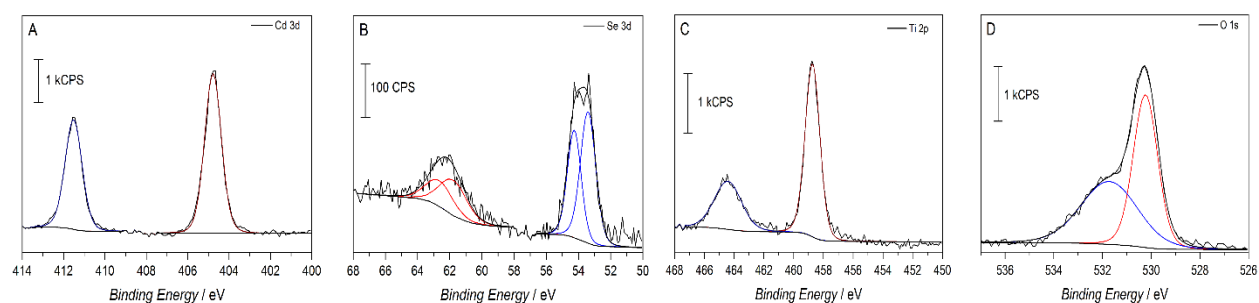 A
Cd 3d
1 kCPS
414 412 410 408 406 404 402 400
Binding Energy / eV
B
Se 3d
100 CPS
68 66 64 62 60 58 56 54 52 50
Binding Energy / eV
C
Ti 2p
1 kCPS
468 466 464 462 460 458 456 454 452 450
Binding Energy / eV
D
O 1s
1 kCPS
536 534 532 530 528 526
Binding Energy / eV